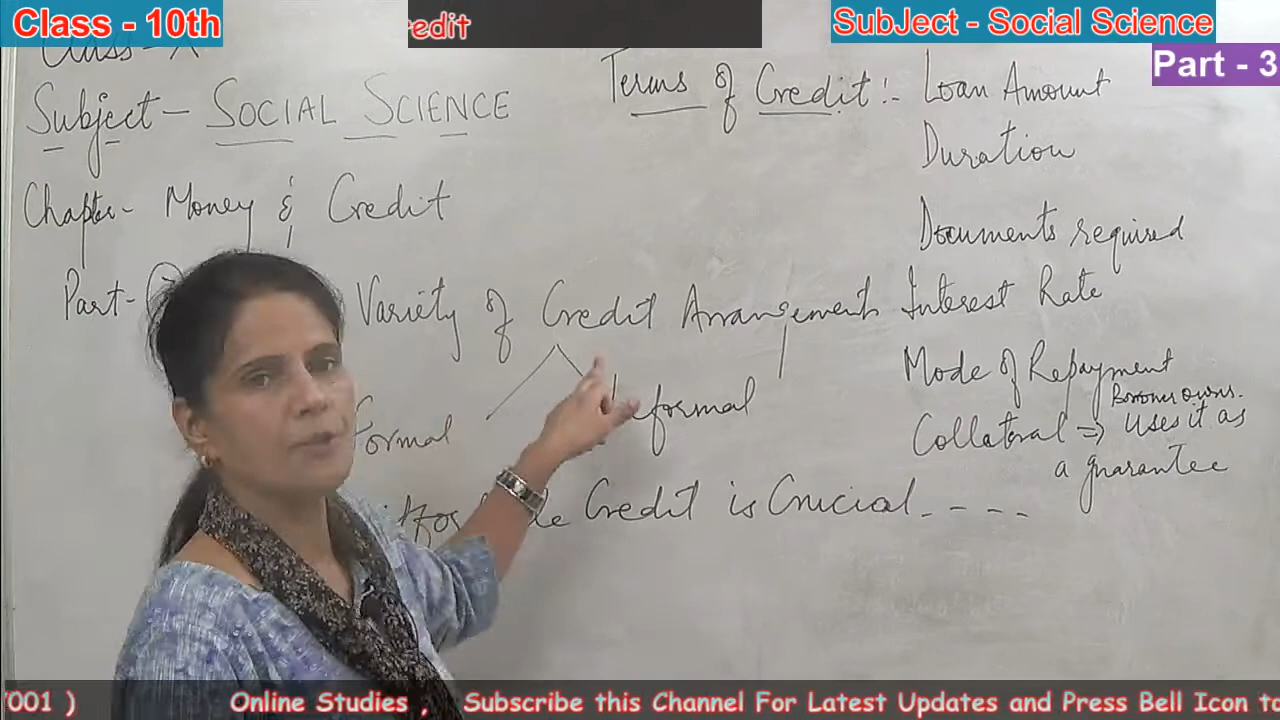 Class - 10th
edit
SubJect - Social Science
Part - 3
Class - X
Subject - SOCIAL SCIENCE
Chapter - Money & Credit
Part -
Variety of Credit Arrangements
Formal
formal
Credit is Crucial - - - -
Terms of Credit :- Loan Amount
Duration
Documents required
Interest Rate
Mode of Repayment
Borrower owns.
Collateral => Uses it as
a guarantee
7001 ) Online Studies , Subscribe this Channel For Latest Updates and Press Bell Icon to